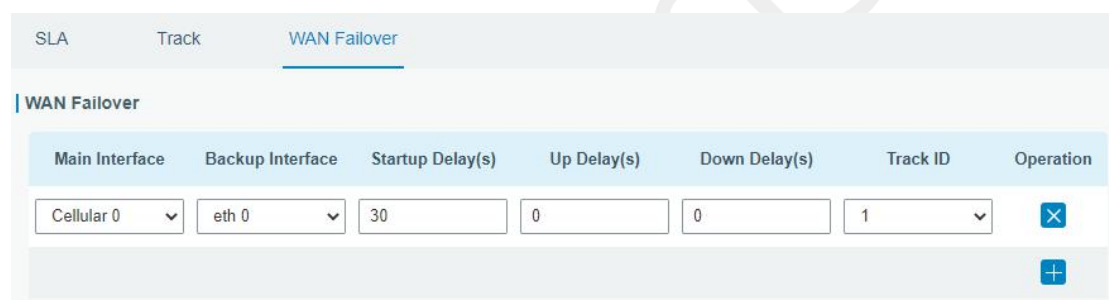 SLA Track WAN Failover
WAN Failover
Main Interface Backup Interface Startup Delay(s) Up Delay(s) Down Delay(s) Track ID Operation
Cellular 0 eth 0 30 0 0 1